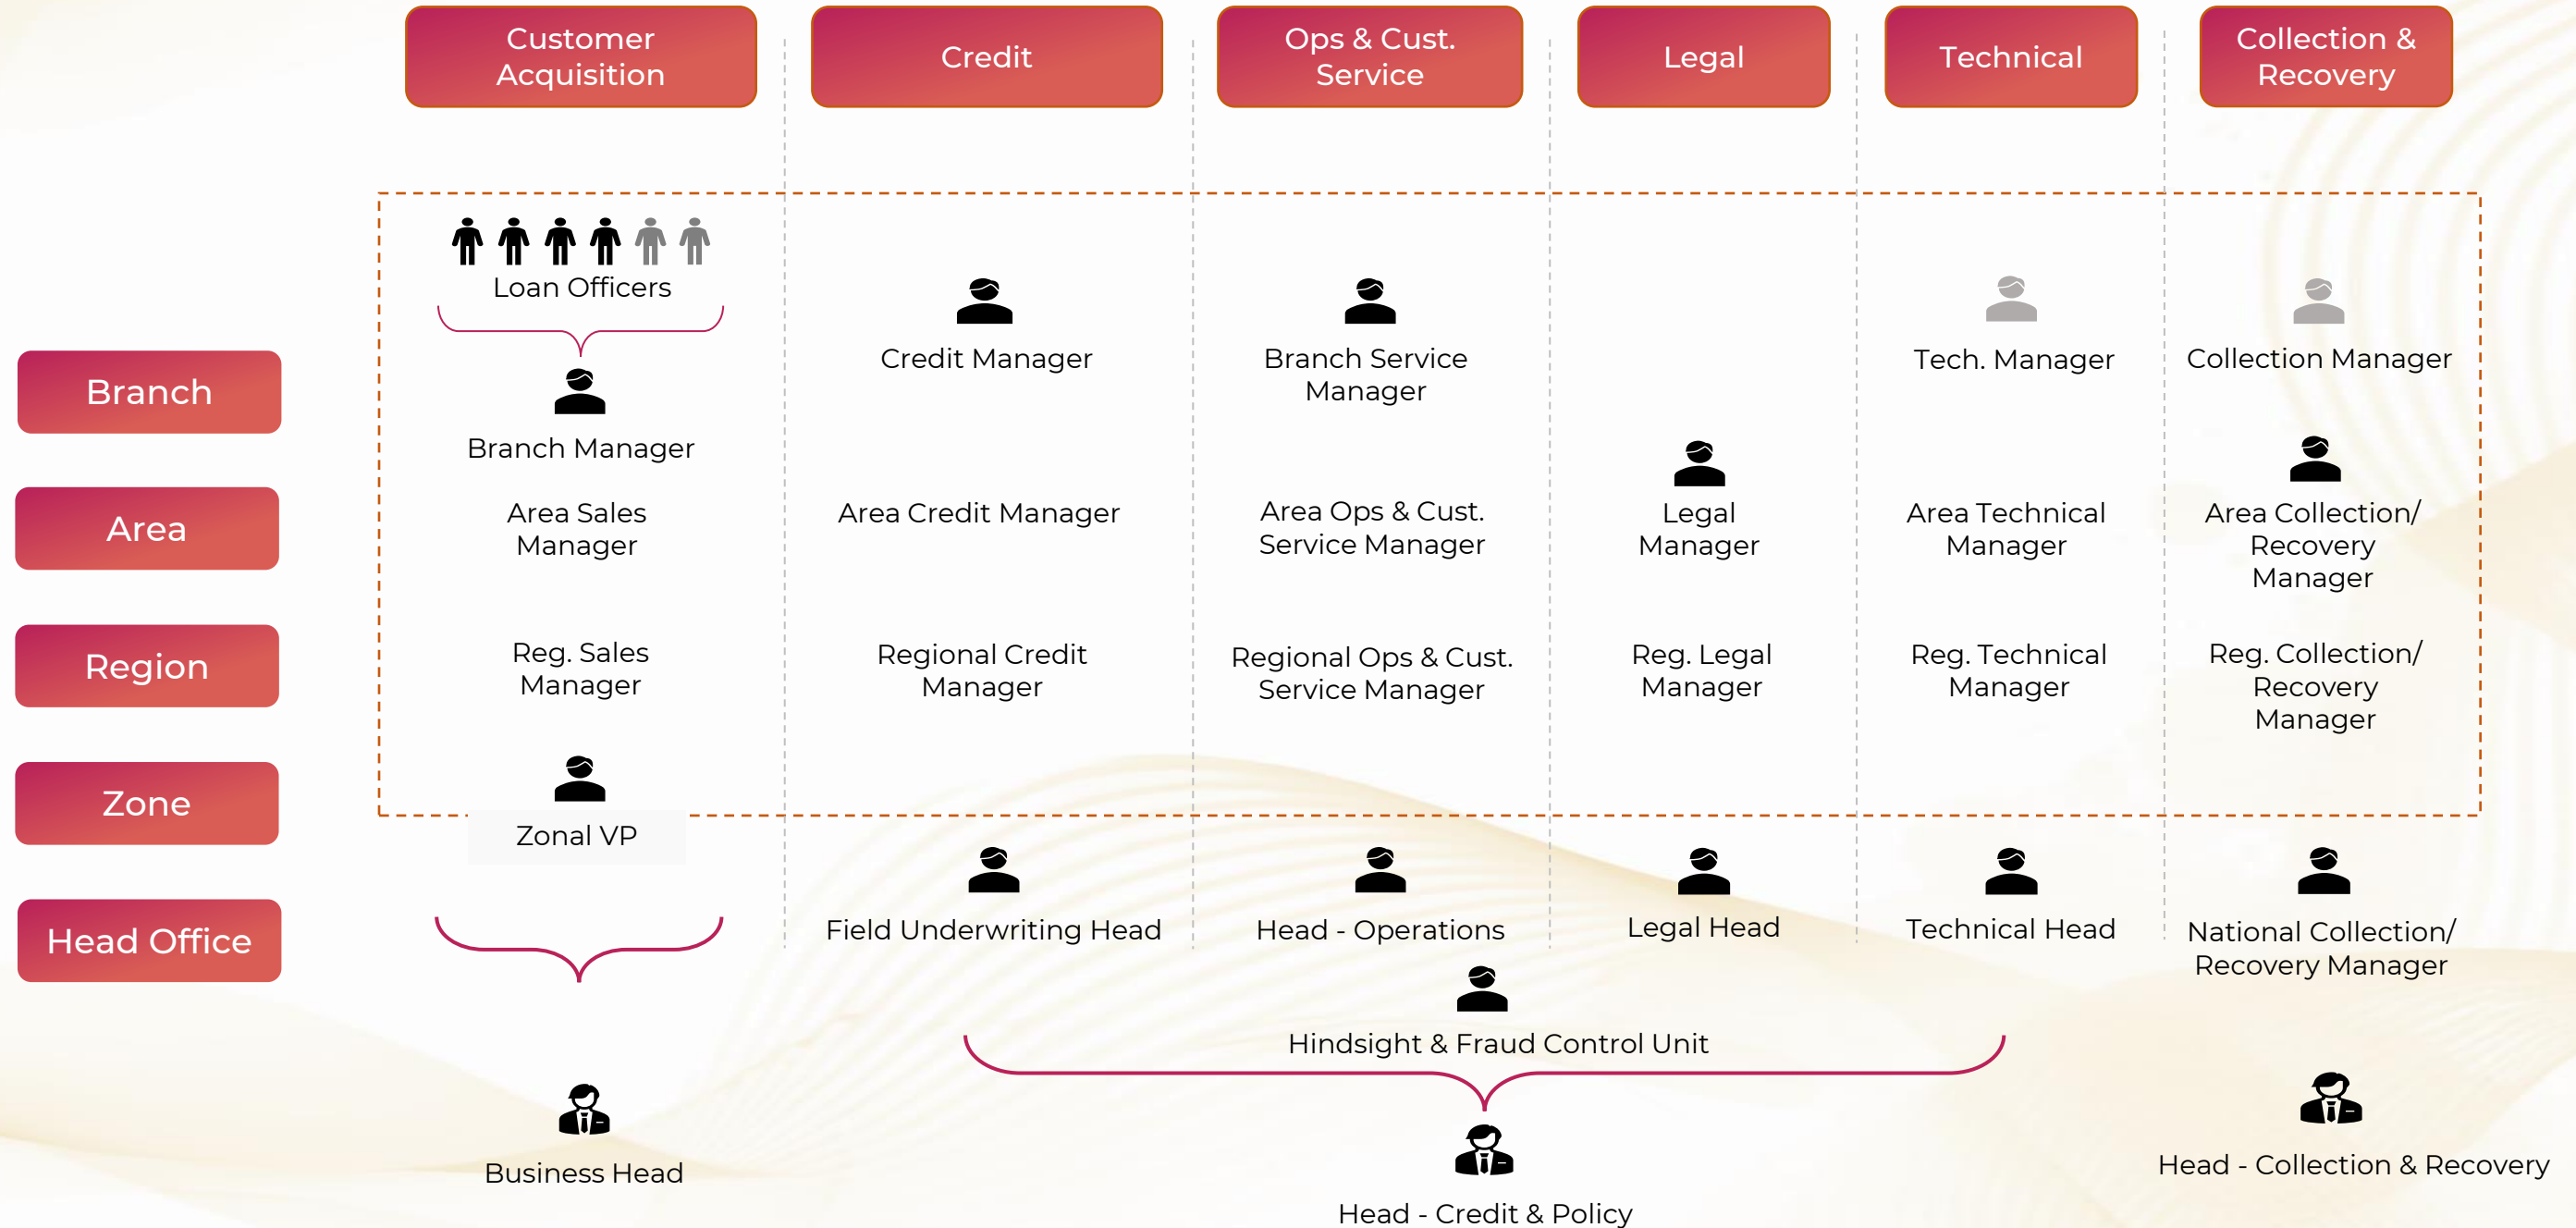 Customer
Acquisition
Credit
Ops & Cust.
Service
Legal
Technical
Collection &
Recovery
Loan Officers
Branch
Branch Manager
Credit Manager
Branch Service
Manager
Tech. Manager
Collection Manager
Area
Area Sales
Manager
Area Credit Manager
Area Ops & Cust.
Service Manager
Legal
Manager
Area Technical
Manager
Area Collection/
Recovery
Manager
Region
Reg. Sales
Manager
Regional Credit
Manager
Regional Ops & Cust.
Service Manager
Reg. Legal
Manager
Reg. Technical
Manager
Reg. Collection/
Recovery
Manager
Zone
Zonal VP
Head Office
Field Underwriting Head
Head - Operations
Legal Head
Technical Head
National Collection/
Recovery Manager
Hindsight & Fraud Control Unit
Business Head
Head - Credit & Policy
Head - Collection & Recovery